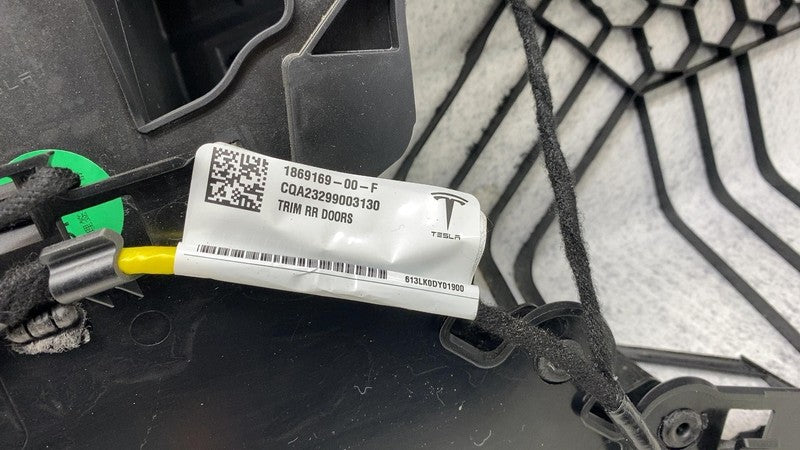 1869169-00-F
CQA23299003130
TRIM RR DOORS
TESLA
613LK0DY01900